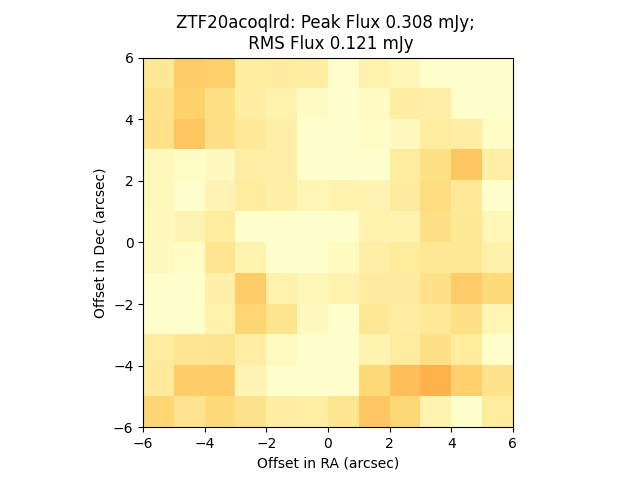 ZTF20acoqlrd: Peak Flux 0.308 mJy;
RMS Flux 0.121 mJy
6
4
2
0
−2
−4
−6
Offset in Dec (arcsec)
−6 −4 −2 0 2 4 6
Offset in RA (arcsec)